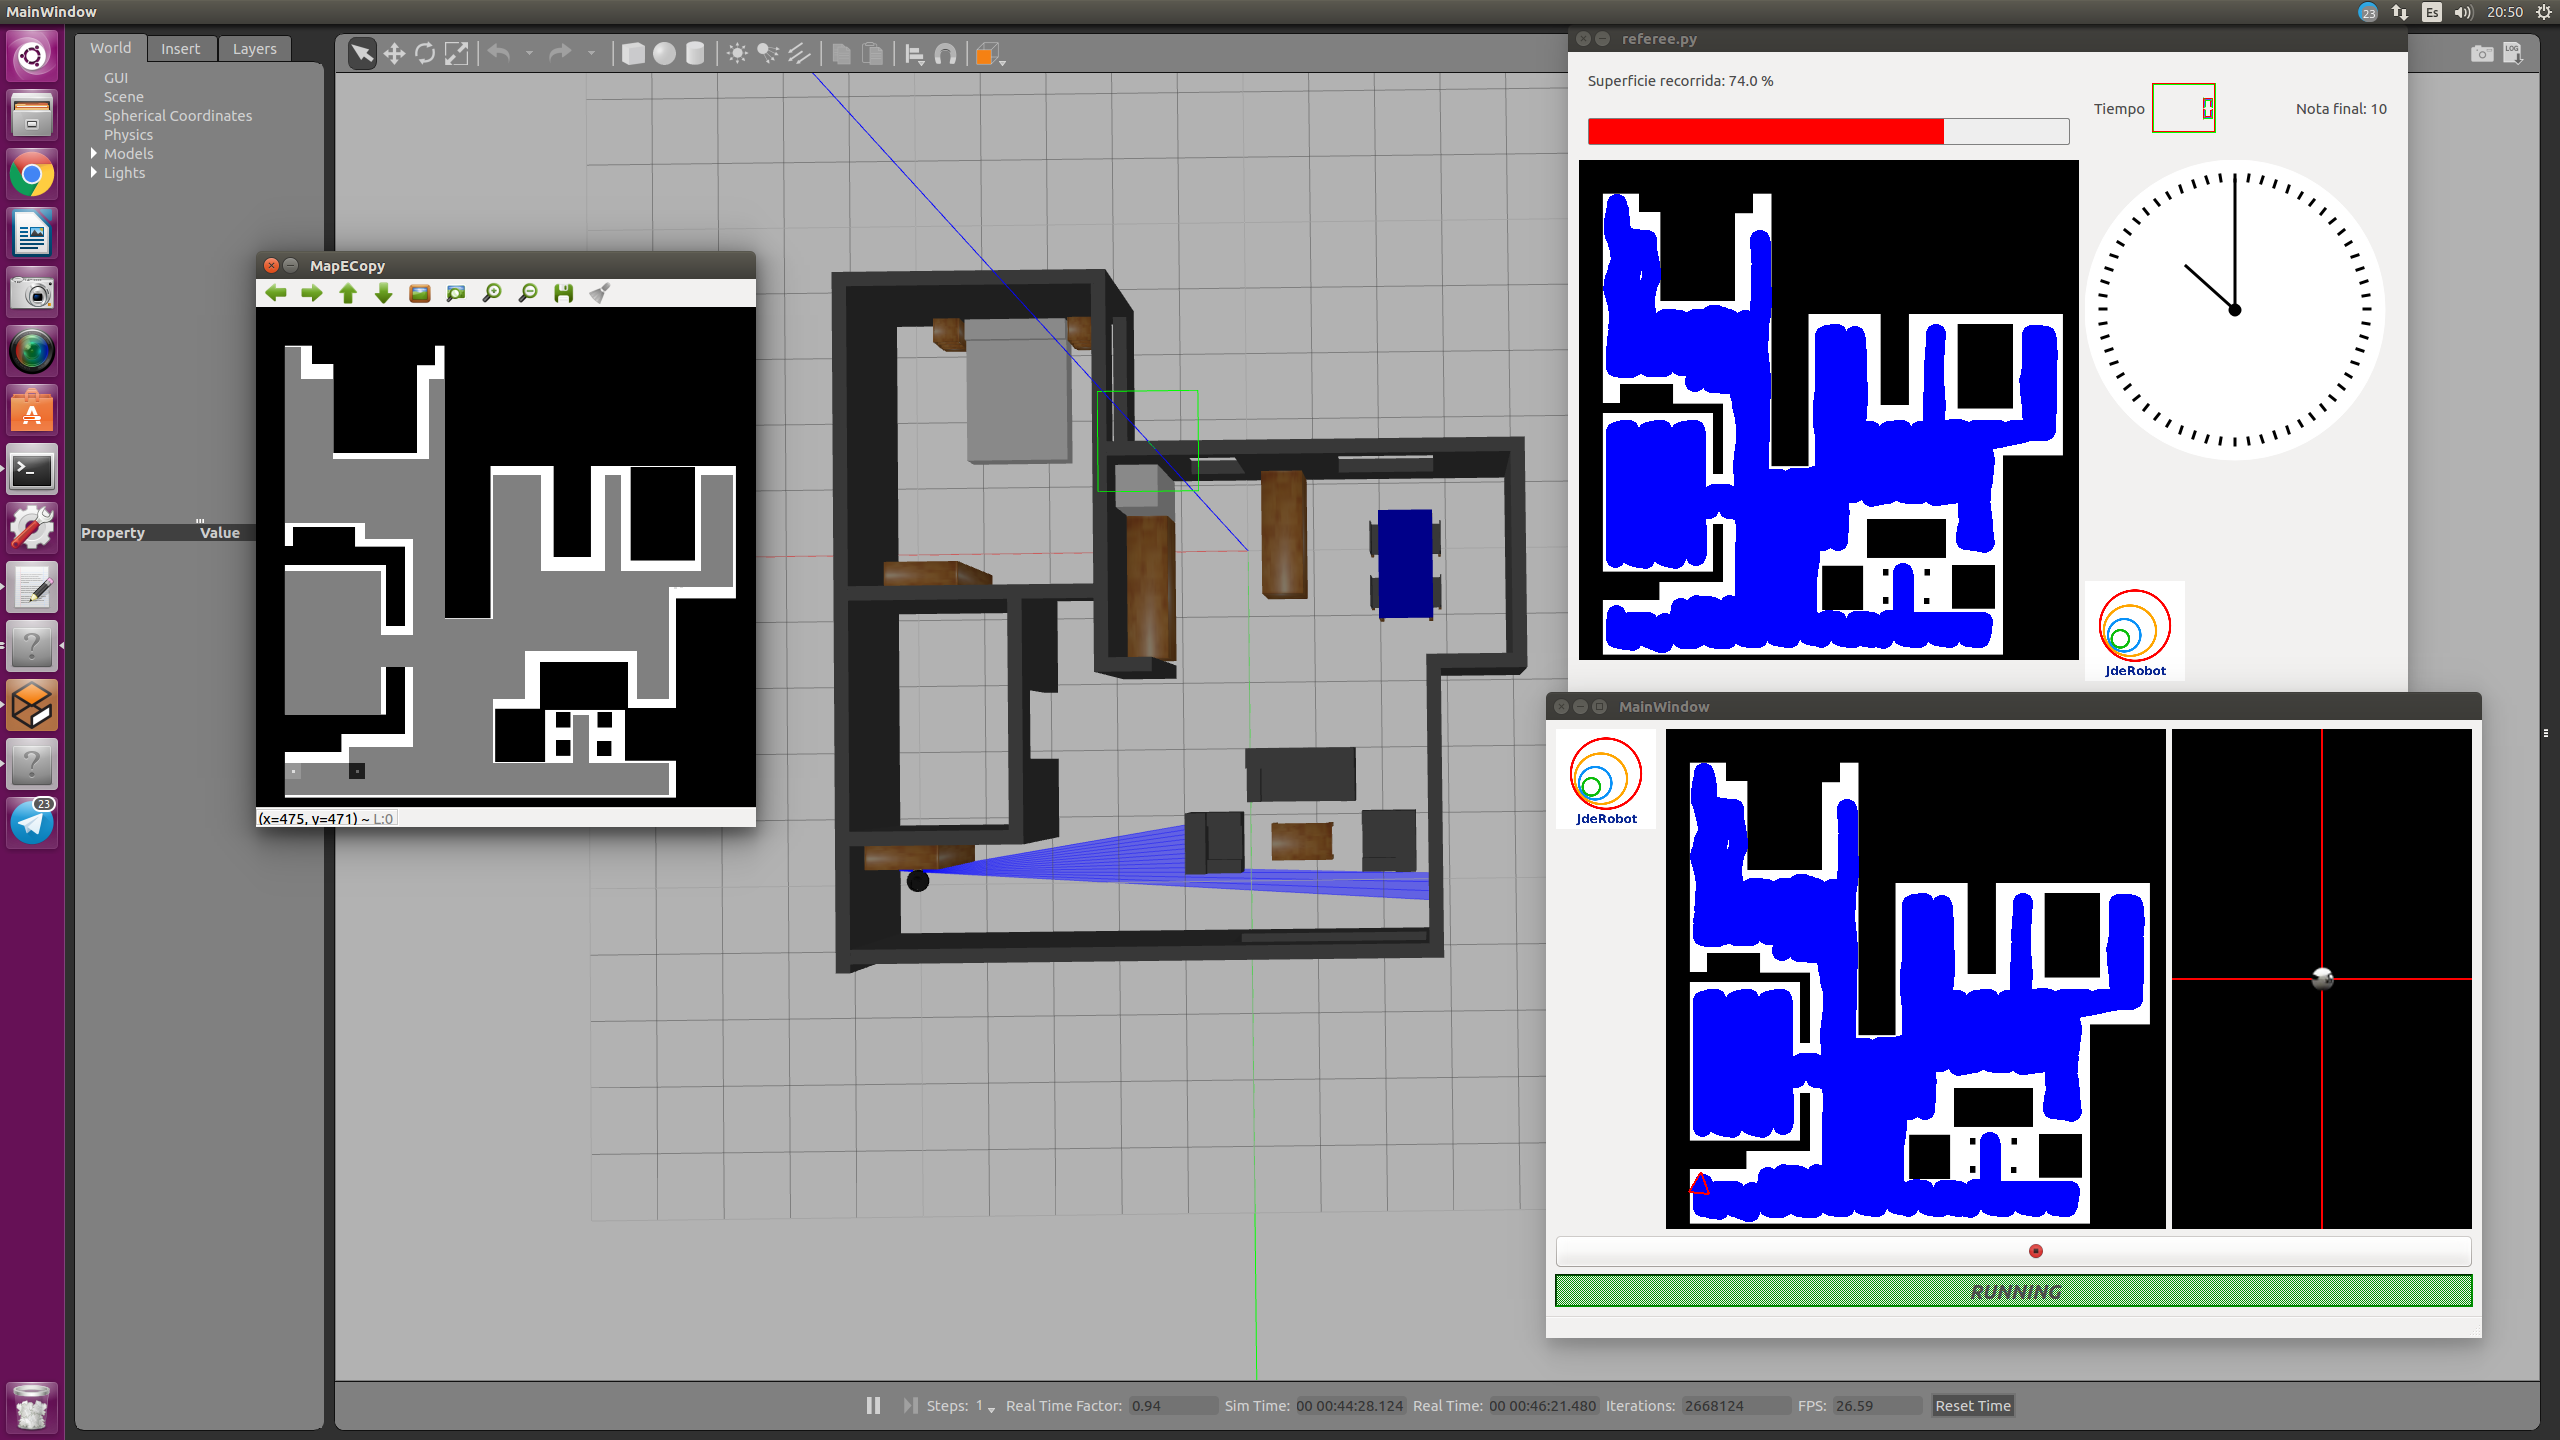 MainWindow
23
Es
20:50
World
Insert
Layers
GUI
Scene
Spherical Coordinates
Physics
Models
Lights
Property
Value
LOG
MapECopy
(x=475, y=471) ~ L:0
referee.py
Superficie recorrida: 74.0 %
Tiempo
Nota final: 10
JdeRobot
MainWindow
JdeRobot
RUNNING
23
Steps: 1
Real Time Factor: 0.94
Sim Time: 00 00:44:28.124
Real Time: 00 00:46:21.480
Iterations: 2668124
FPS: 26.59
Reset Time